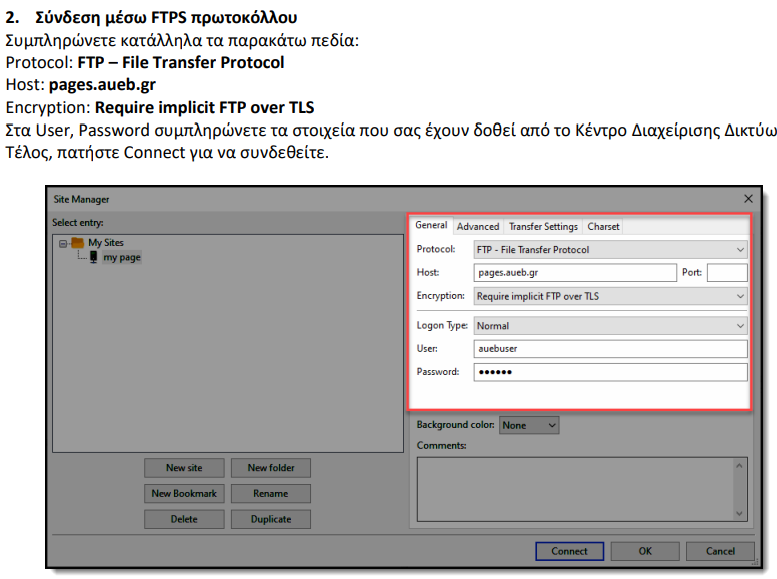 2. Σύνδεση μέσω FTPS πρωτοκόλλου
Συμπληρώνετε κατάλληλα τα παρακάτω πεδία:
Protocol: FTP – File Transfer Protocol
Host: pages.aueb.gr
Encryption: Require implicit FTP over TLS
Στα User, Password συμπληρώνετε τα στοιχεία που σας έχουν δοθεί από το Κέντρο Διαχείρισης Δικτύω
Τέλος, πατήστε Connect για να συνδεθείτε.
Site Manager
Select entry:
My Sites
my page
New site New folder
New Bookmark Rename
Delete Duplicate
General Advanced Transfer Settings Charset
Protocol: FTP - File Transfer Protocol
Host: pages.aueb.gr Port:
Encryption: Require implicit FTP over TLS
Logon Type: Normal
User: auebuser
Password: ●●●●●●
Background color: None
Comments:
Connect OK Cancel